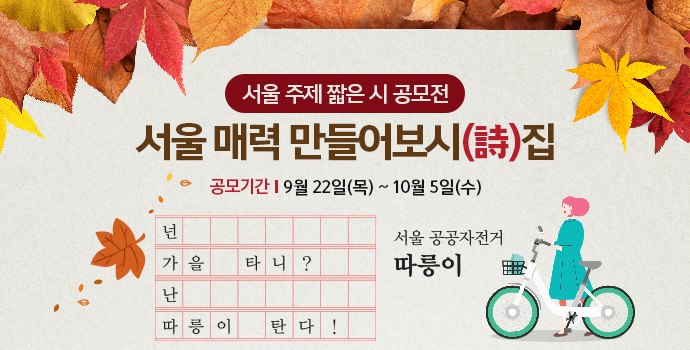 서울 주제 짧은 시 공모전
서울 매력 만들어보시(詩)집
공모기간 I 9월 22일(목) ~ 10월 5일(수)
넌
가을 타니?
난
따릉이 탄다!
서울 공공자전거
따릉이